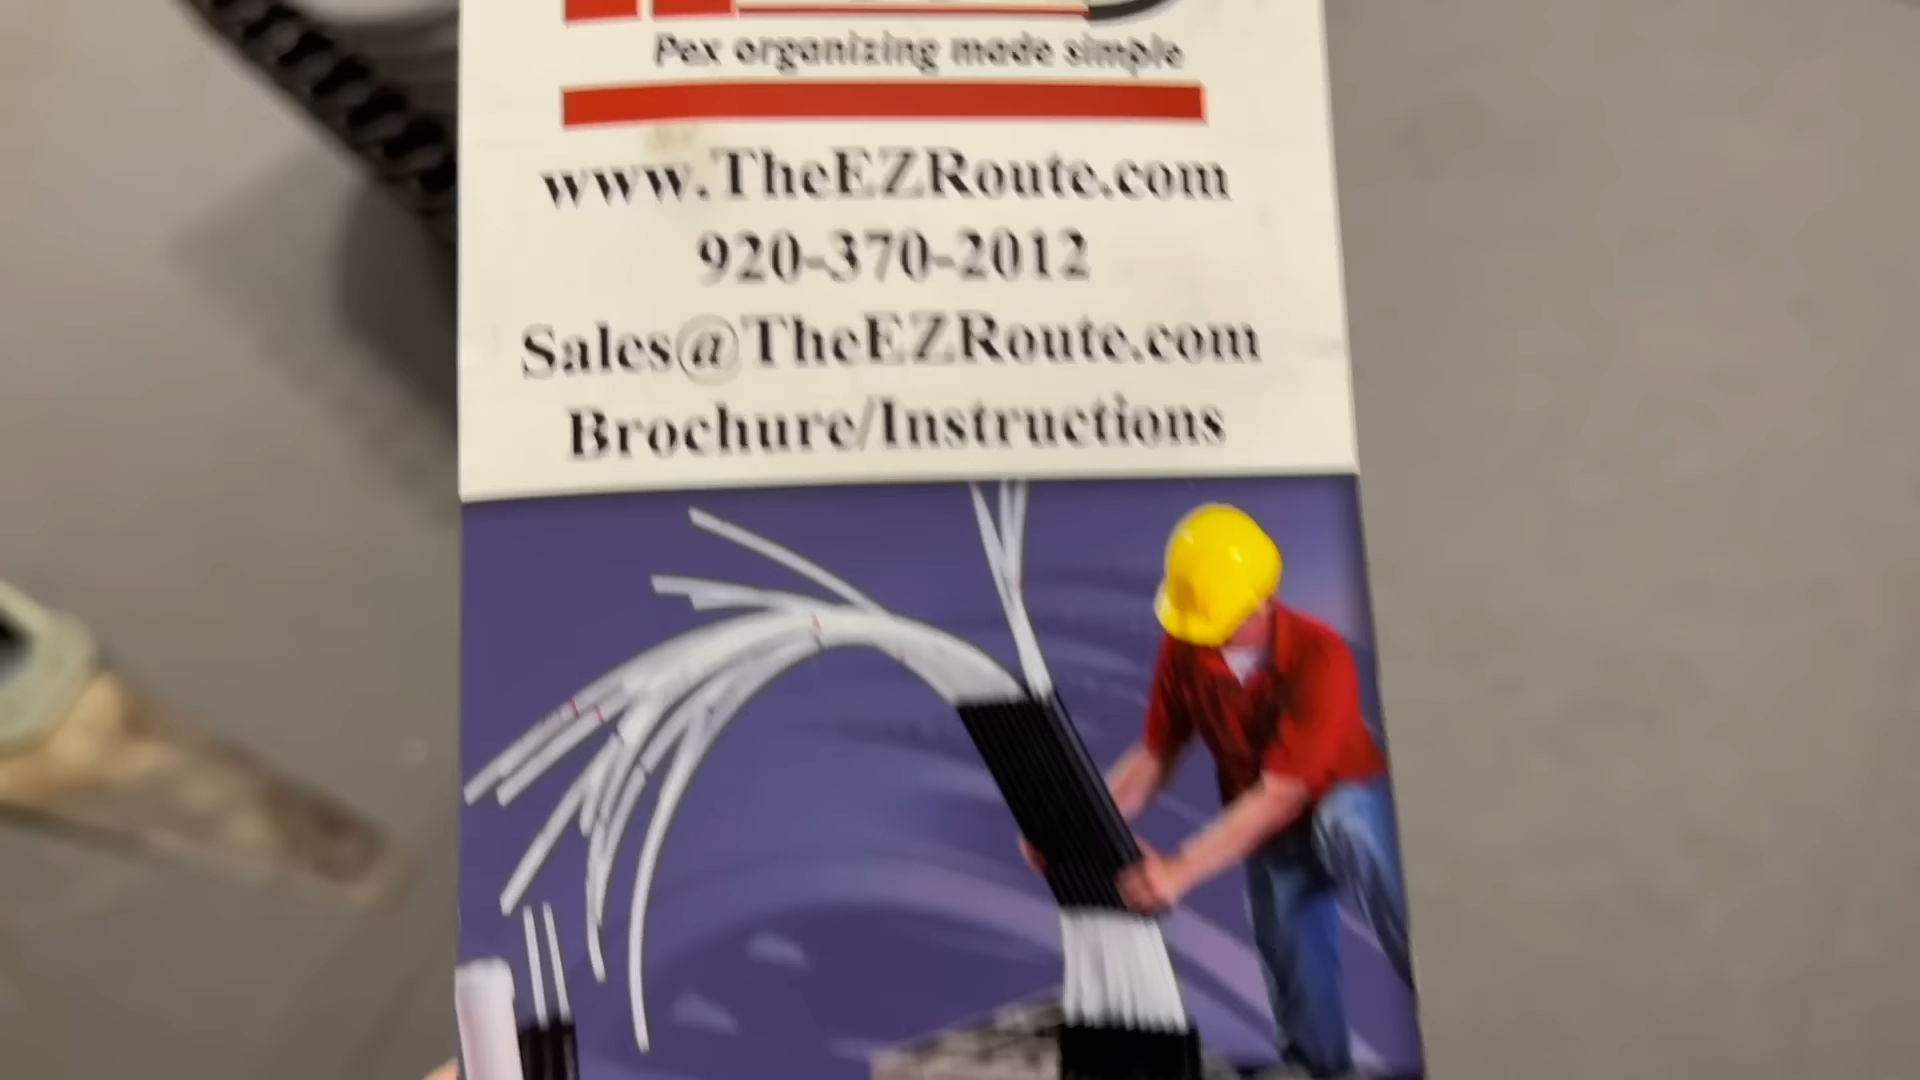 Pex organizing made simple
www.TheEZRoute.com
920-370-2012
Sales@TheEZRoute.com
Brochure/Instructions